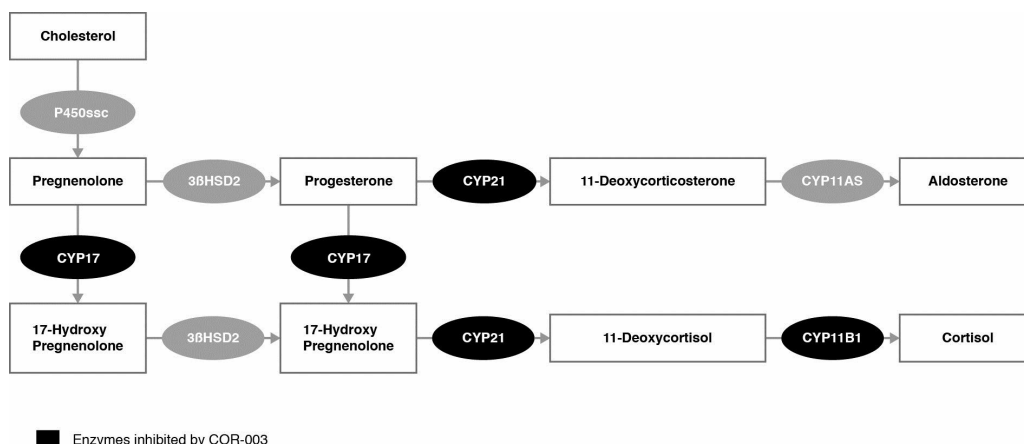 Cholesterol
P450ssc
Pregnenolone
3ßHSD2
Progesterone
CYP21
11-Deoxycorticosterone
CYP11AS
Aldosterone
CYP17
CYP17
17-Hydroxy
Pregnenolone
3ßHSD2
17-Hydroxy
Pregnenolone
CYP21
11-Deoxycortisol
CYP11B1
Cortisol
Enzymes inhibited by COR-003